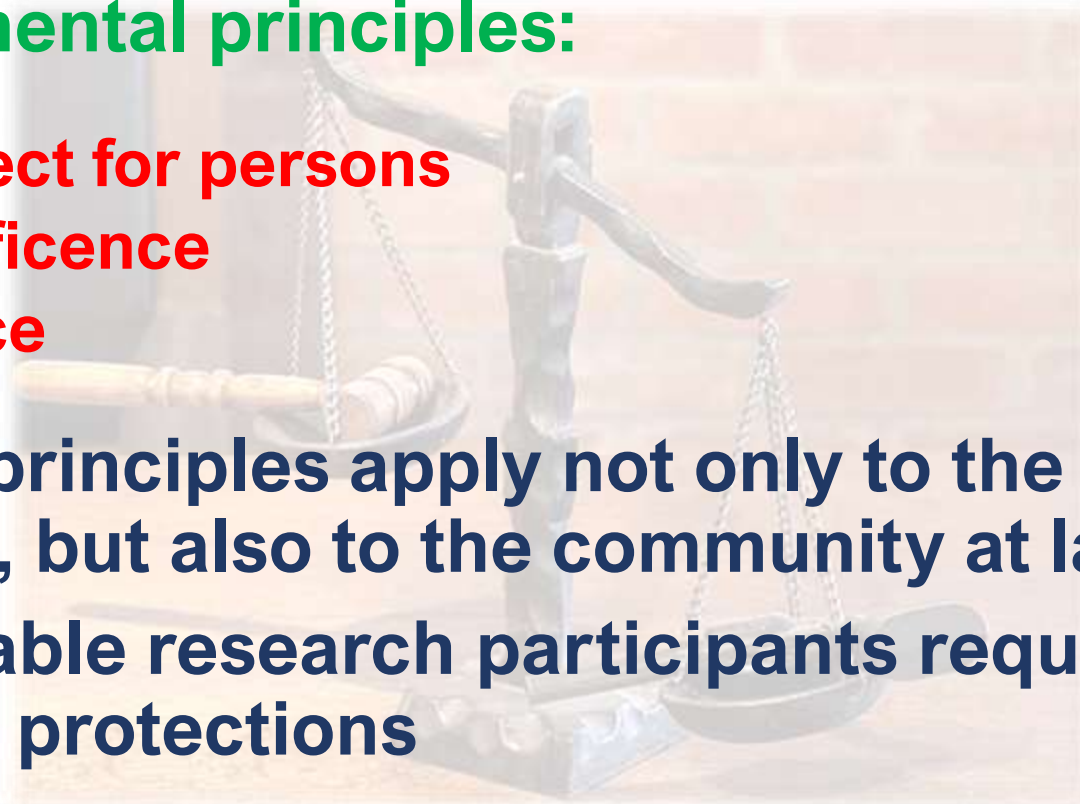 mental principles:
ect for persons
ficence
ce
principles apply not only to the
, but also to the community at la
able research participants requ
protections